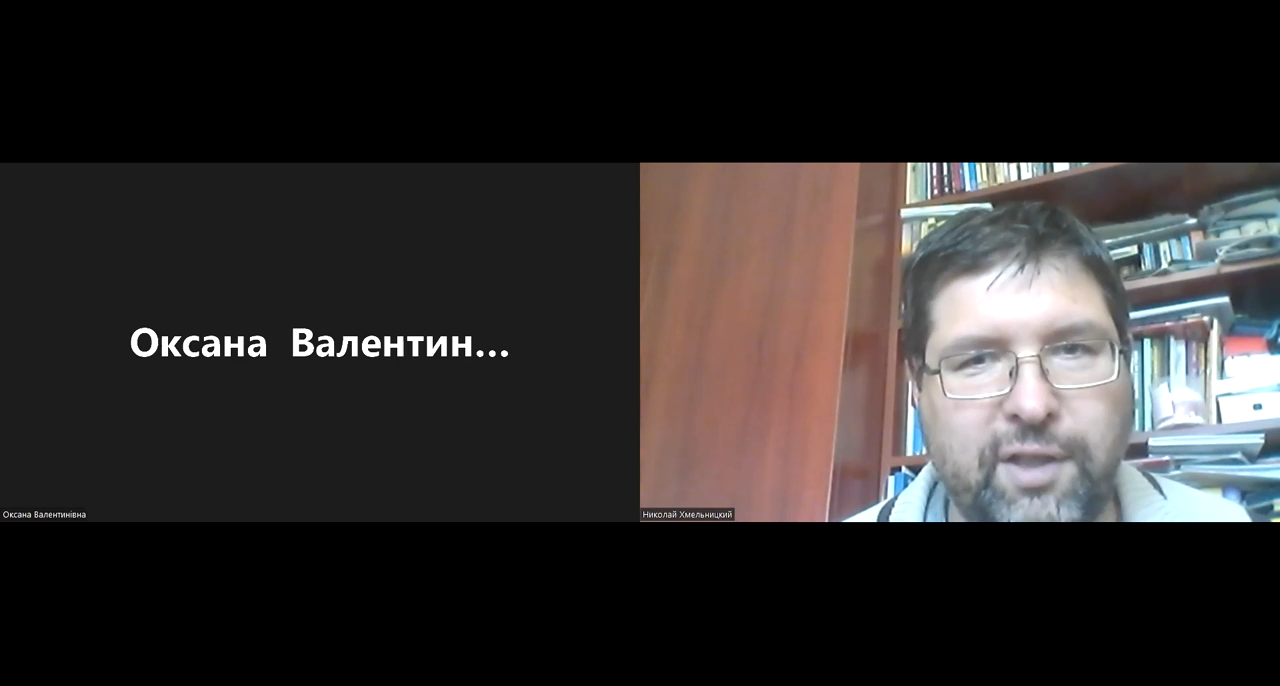 Оксана Валентин...
Оксана Валентинівна
Николай Хмельницкий